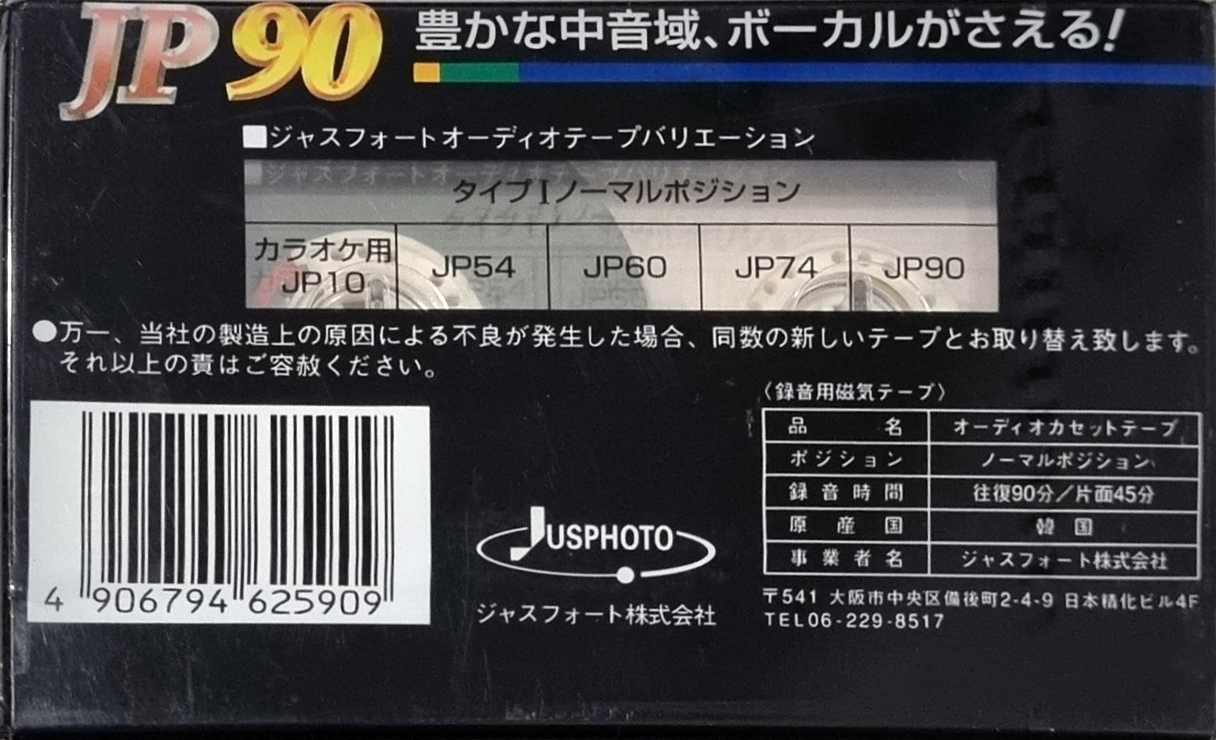 JP 90
豊かな中音域、ボーカルがさえる!
■ジャスフォートオーディオテープバリエーション
タイプⅠノーマルポジション
カラオケ用 JP10 JP54 JP60 JP74 JP90
●万一、当社の製造上の原因による不良が発生した場合、同数の新しいテープとお取り替え致します。
それ以上の責はご容赦ください。
〈録音用磁気テープ〉
品名 オーディオカセットテープ
ポジション ノーマルポジション
録音時間 往復90分/片面45分
原産国 韓国
事業者名 ジャスフォート株式会社
〒541 大阪市中央区備後町2-4-9 日本精化ビル4F
TEL06-229-8517
JUSPHOTO
ジャスフォート株式会社
4 906794 625909